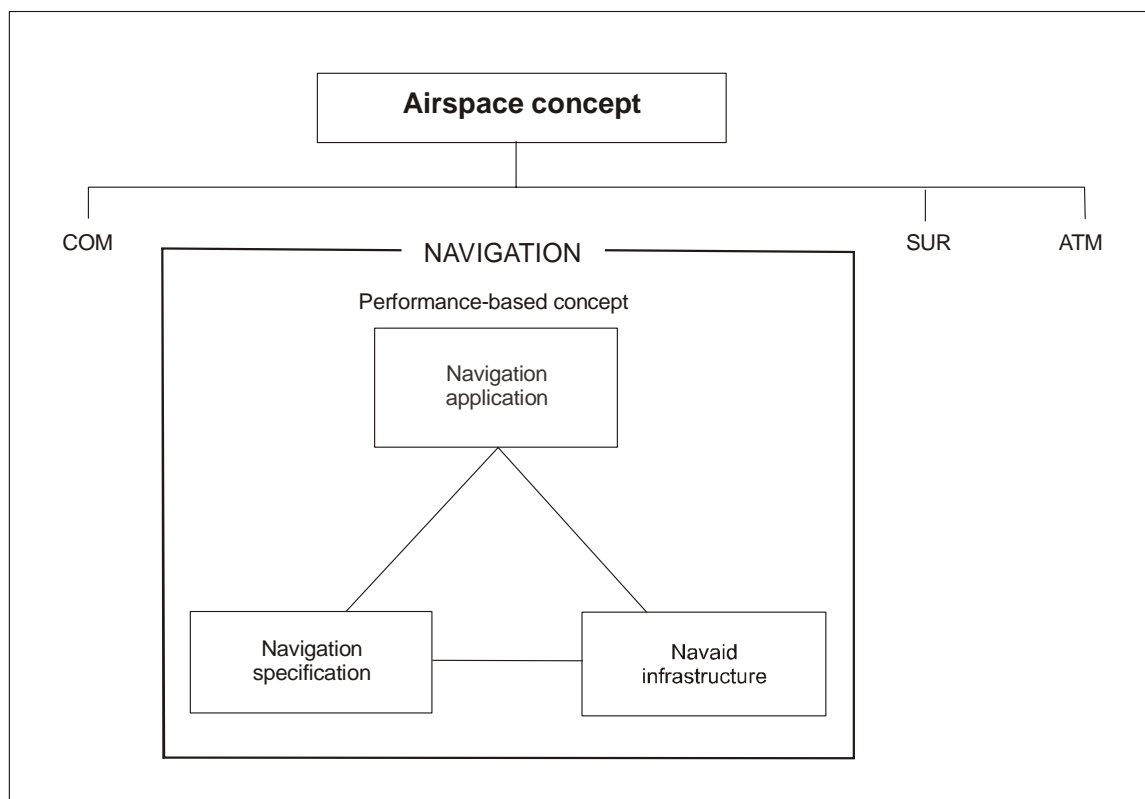 Airspace concept
COM
SUR
ATM
NAVIGATION
Performance-based concept
Navigation
application
Navigation
specification
Navaid
infrastructure